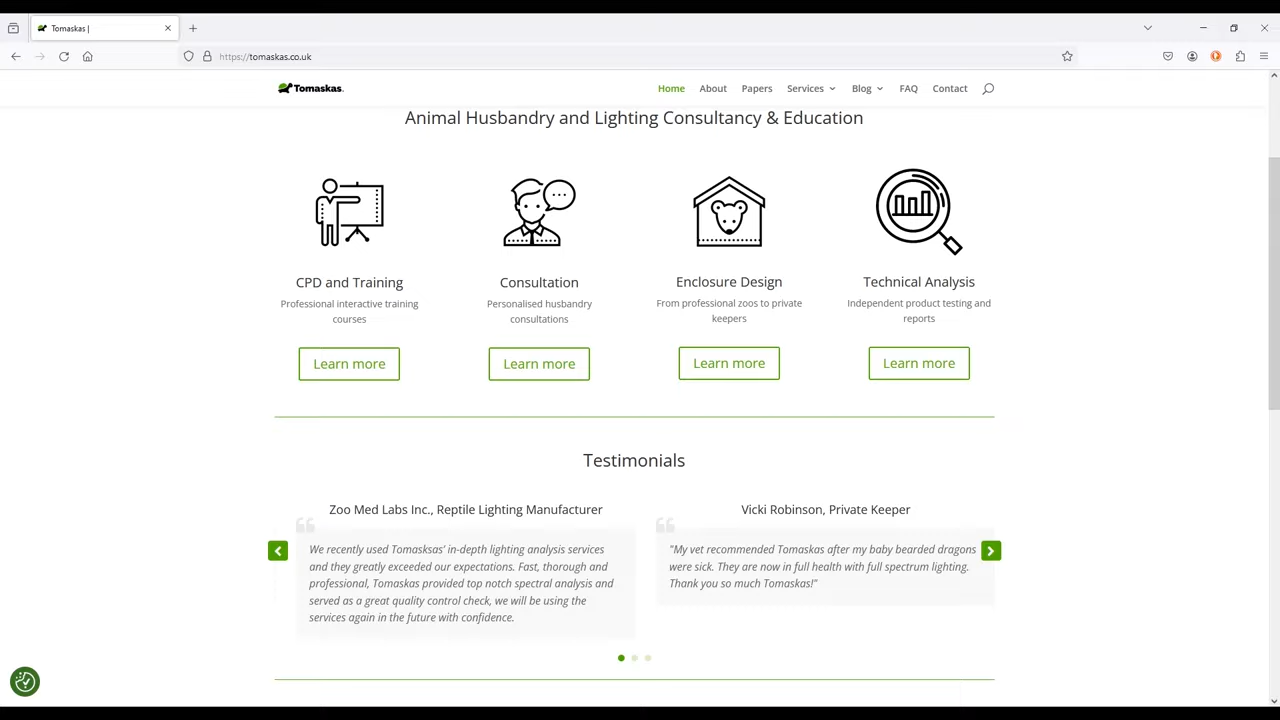 Tomaskas |
https://tomaskas.co.uk
Tomaskas.
Home About Papers Services Blog FAQ Contact
Animal Husbandry and Lighting Consultancy & Education
CPD and Training
Professional interactive training
courses
Learn more
Consultation
Personalised husbandry
consultations
Learn more
Enclosure Design
From professional zoos to private
keepers
Learn more
Technical Analysis
Independent product testing and
reports
Learn more
Testimonials
Zoo Med Labs Inc., Reptile Lighting Manufacturer
We recently used Tomasksas’ in-depth lighting analysis services
and they greatly exceeded our expectations. Fast, thorough and
professional, Tomaskas provided top notch spectral analysis and
served as a great quality control check, we will be using the
services again in the future with confidence.
Vicki Robinson, Private Keeper
"My vet recommended Tomaskas after my baby bearded dragons
were sick. They are now in full health with full spectrum lighting.
Thank you so much Tomaskas!"